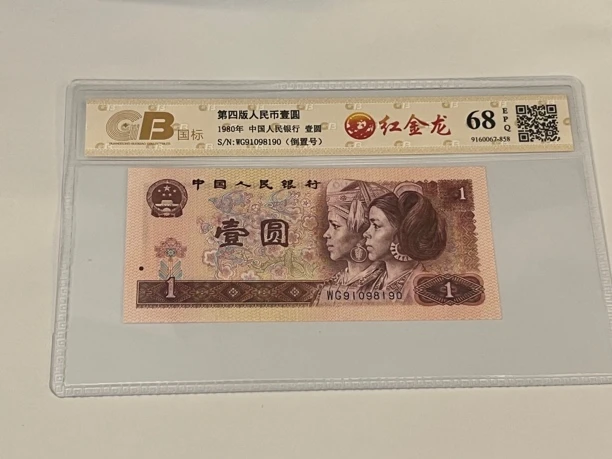 GB 国标
第四版人民币壹圆
1980年 中国人民银行 壹圆
S/N:WG91098190(倒置号)
红金龙
68
EPQ
9160067-858
中国人民银行
1
壹圆
WG91098190
1
1